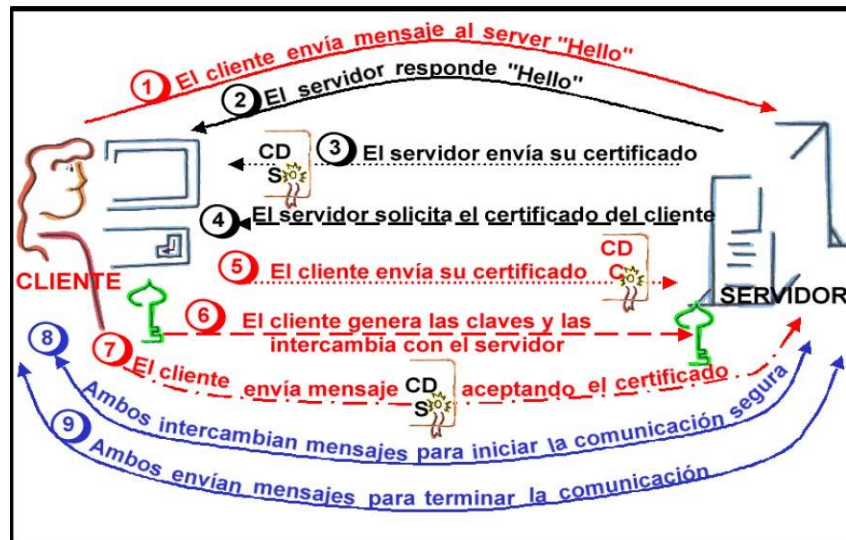 1 El cliente envía mensaje al server "Hello"
2 El servidor responde "Hello"
CD
S
3 El servidor envía su certificado
4 El servidor solicita el certificado del cliente
CLIENTE
5 El cliente envía su certificado
CD
C
SERVIDOR
6 El cliente genera las claves y las
intercambia con el servidor
7 El cliente envía mensaje CD aceptando el certificado
S
8 Ambos intercambian mensajes para iniciar la comunicación segura
9 Ambos envían mensajes para terminar la comunicación